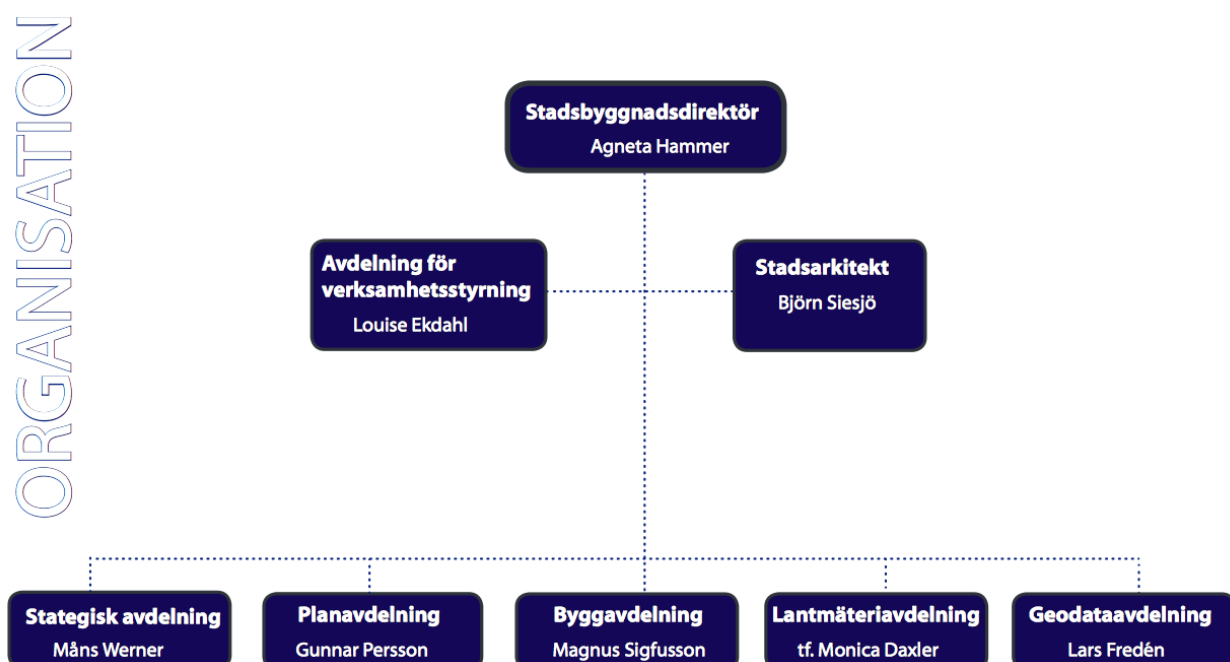 ORGANISATION
Stadsbyggnadsdirektör
Agneta Hammer
Avdelning för
verksamhetsstyrning
Louise Ekdahl
Stadsarkitekt
Björn Siesjö
Stategisk avdelning
Måns Werner
Planavdelning
Gunnar Persson
Byggavdelning
Magnus Sigfusson
Lantmäteriavdelning
tf. Monica Daxler
Geodataavdelning
Lars Fredén